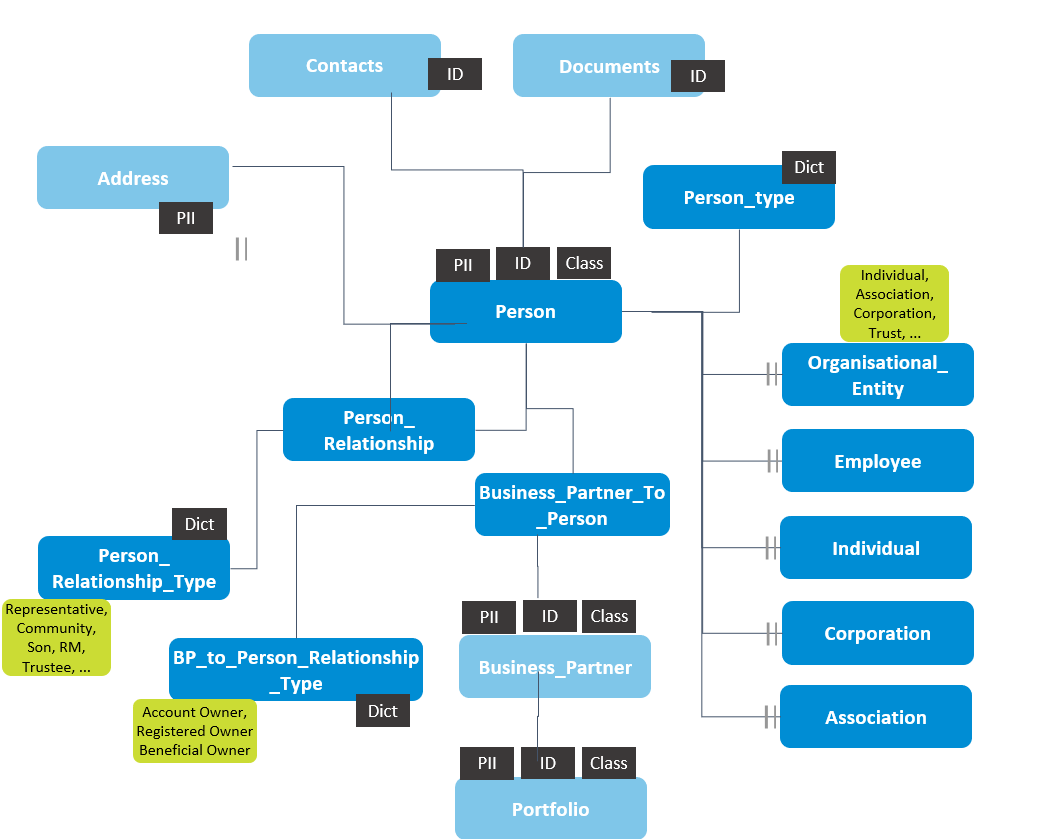 Contacts
ID
Documents
ID
Address
PII
Dict
Person_type
PII
ID
Class
Person
Individual,
Association,
Corporation,
Trust, ...
Organisational_
Entity
Person_
Relationship
Employee
Business_Partner_To
_Person
Dict
Person_
Relationship_Type
Individual
Representative,
Community,
Son, RM,
Trustee, ...
PII
ID
Class
Corporation
BP_to_Person_Relationship
_Type
Business_Partner
Account Owner,
Registered Owner
Beneficial Owner
Dict
Association
PII
ID
Class
Portfolio